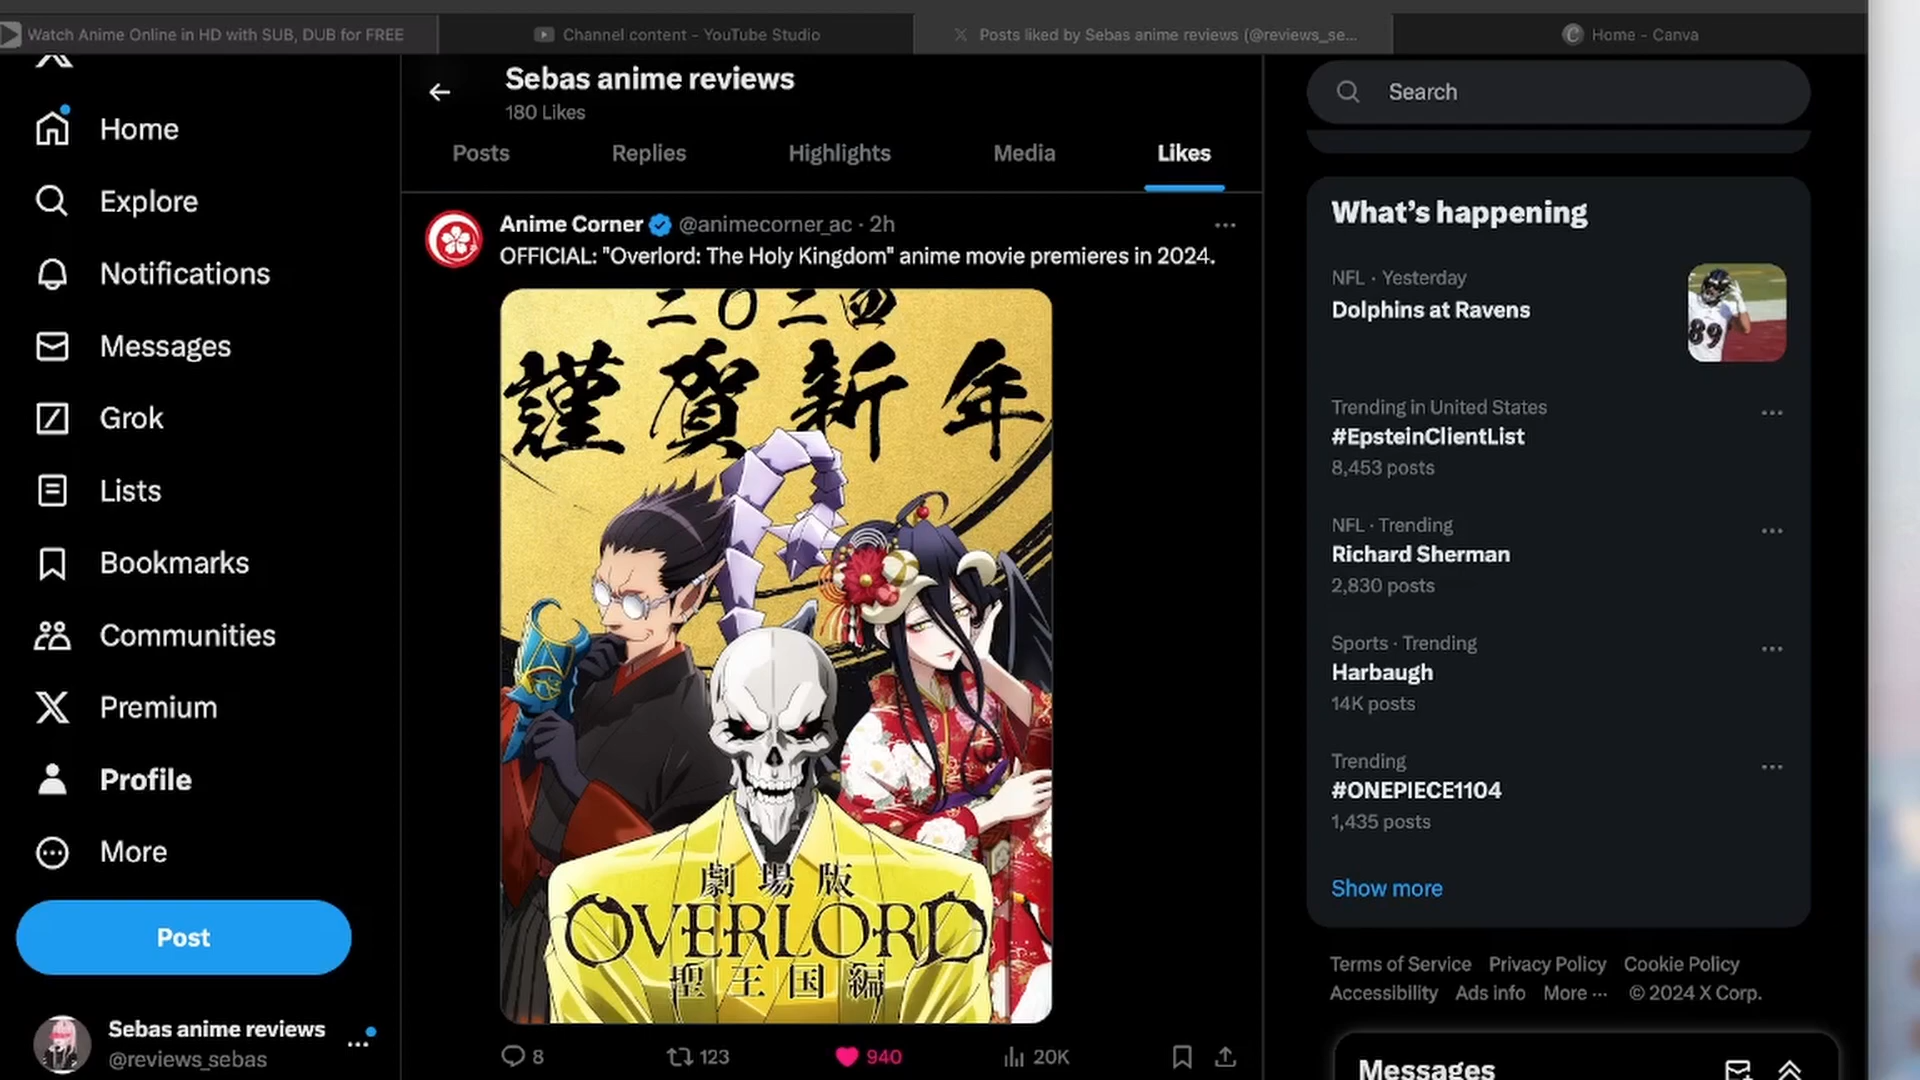 Watch Anime Online in HD with SUB, DUB for FREE
Channel content - YouTube Studio
Posts liked by Sebas anime reviews (@reviews_se...
Home - Canva
Home
Explore
Notifications
Messages
Grok
Lists
Bookmarks
Communities
Premium
Profile
More
Post
Sebas anime reviews
@reviews_sebas
Sebas anime reviews
180 Likes
Posts
Replies
Highlights
Media
Likes
Anime Corner @animecorner_ac · 2h
OFFICIAL: "Overlord: The Holy Kingdom" anime movie premieres in 2024.
二〇二四
謹賀新年
劇場版
OVERLORD
聖王国編
8
123
940
20K
Search
What's happening
NFL · Yesterday
Dolphins at Ravens
89
Trending in United States
#EpsteinClientList
8,453 posts
NFL · Trending
Richard Sherman
2,830 posts
Sports · Trending
Harbaugh
14K posts
Trending
#ONEPIECE1104
1,435 posts
Show more
Terms of Service Privacy Policy Cookie Policy
Accessibility Ads info More ··· © 2024 X Corp.
Messages